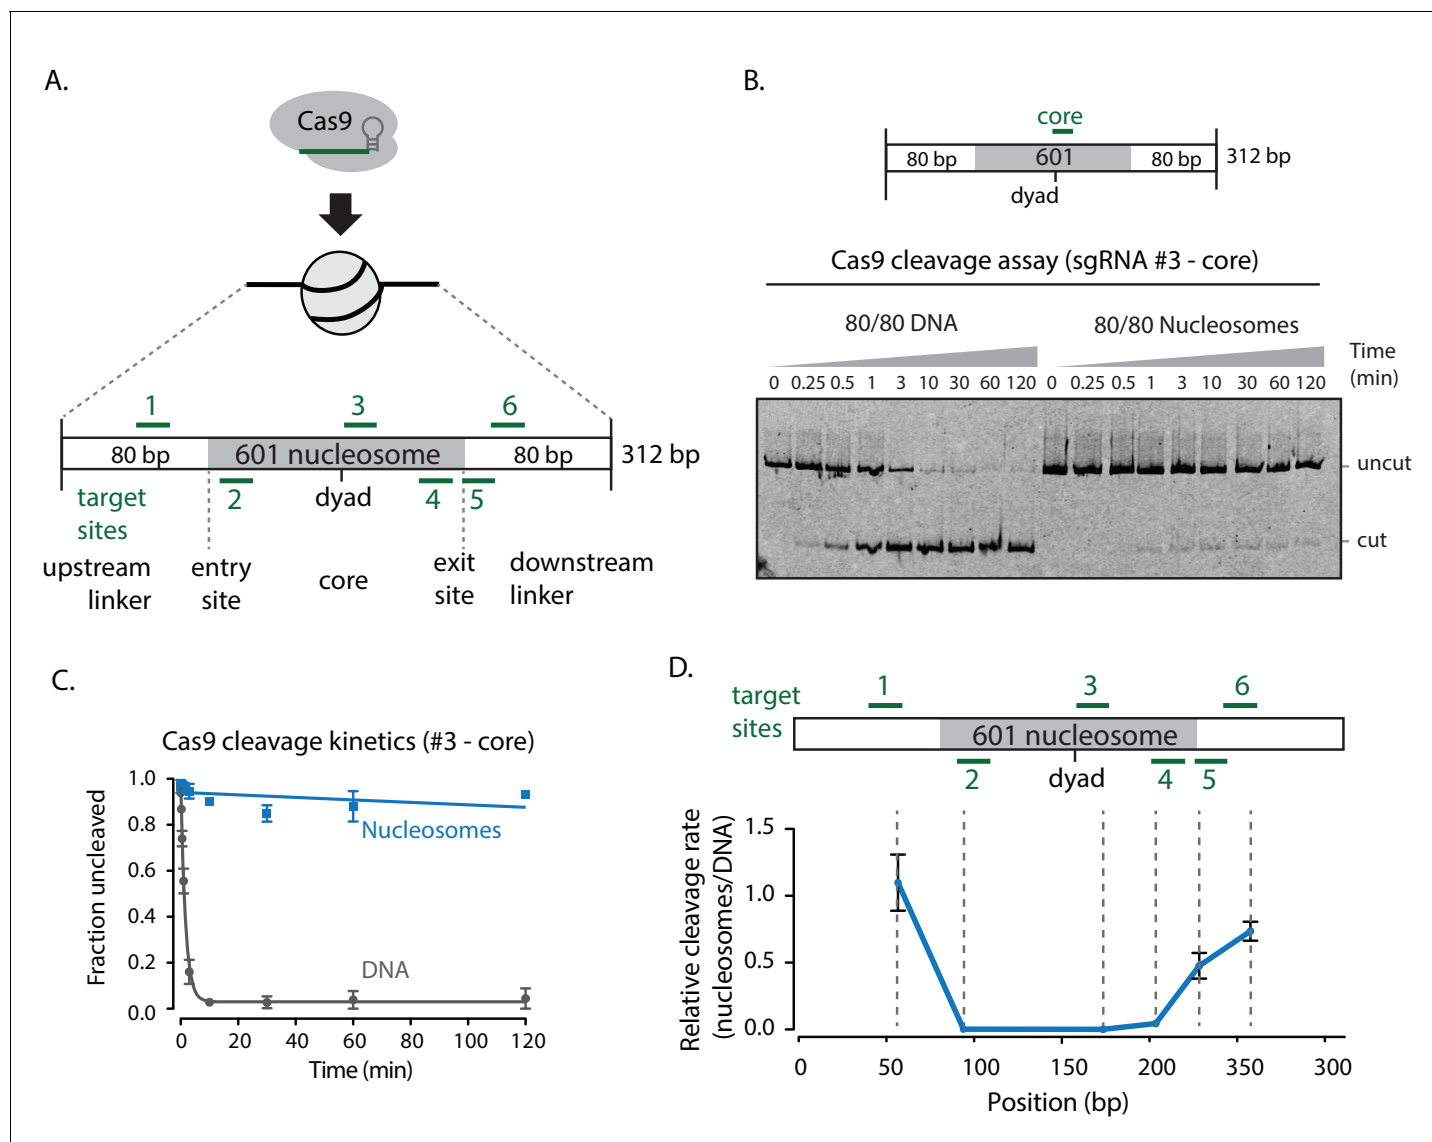 A.
Cas9
1
3
6
80 bp
601 nucleosome
80 bp
312 bp
target
sites
2
dyad
4
5
upstream
linker
entry
site
core
exit
site
downstream
linker
B.
core
80 bp
601
80 bp
312 bp
dyad
Cas9 cleavage assay (sgRNA #3 - core)
80/80 DNA
80/80 Nucleosomes
Time
(min)
0 0.25 0.5 1 3 10 30 60 120
0 0.25 0.5 1 3 10 30 60 120
uncut
cut
C.
Cas9 cleavage kinetics (#3 - core)
Fraction uncleaved
1.0
0.8
0.6
0.4
0.2
0.0
Nucleosomes
DNA
0 20 40 60 80 100 120
Time (min)
D.
target
sites
1
3
6
601 nucleosome
2
dyad
4
5
Relative cleavage rate
(nucleosomes/DNA)
1.5
1.0
0.5
0.0
0 50 100 150 200 350 300
Position (bp)